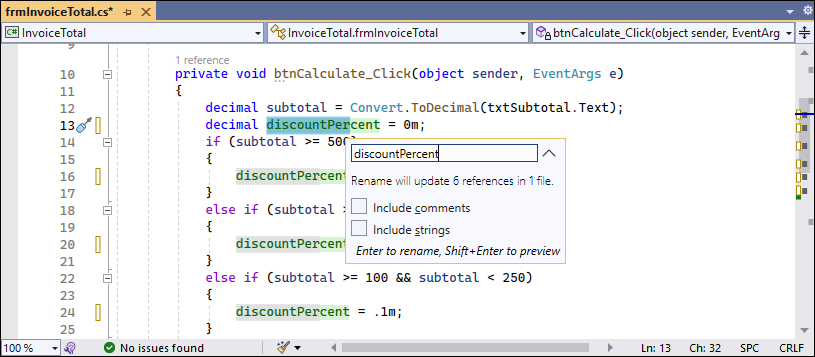 frmInvoiceTotal.cs*
InvoiceTotal InvoiceTotal.frmInvoiceTotal btnCalculate_Click(object sender, EventArg
9
1 reference
10 private void btnCalculate_Click(object sender, EventArgs e)
11 {
12 decimal subtotal = Convert.ToDecimal(txtSubtotal.Text);
13 decimal discountPercent = 0m;
14 if (subtotal >= 500
15 {
16 discountPercent
17 }
18 else if (subtotal >
19 {
20 discountPercent
21 }
22 else if (subtotal >= 100 && subtotal < 250)
23 {
24 discountPercent = .1m;
25 }
discountPercent
Rename will update 6 references in 1 file.
Include comments
Include strings
Enter to rename, Shift+Enter to preview
100 % No issues found Ln: 13 Ch: 32 SPC CRLF